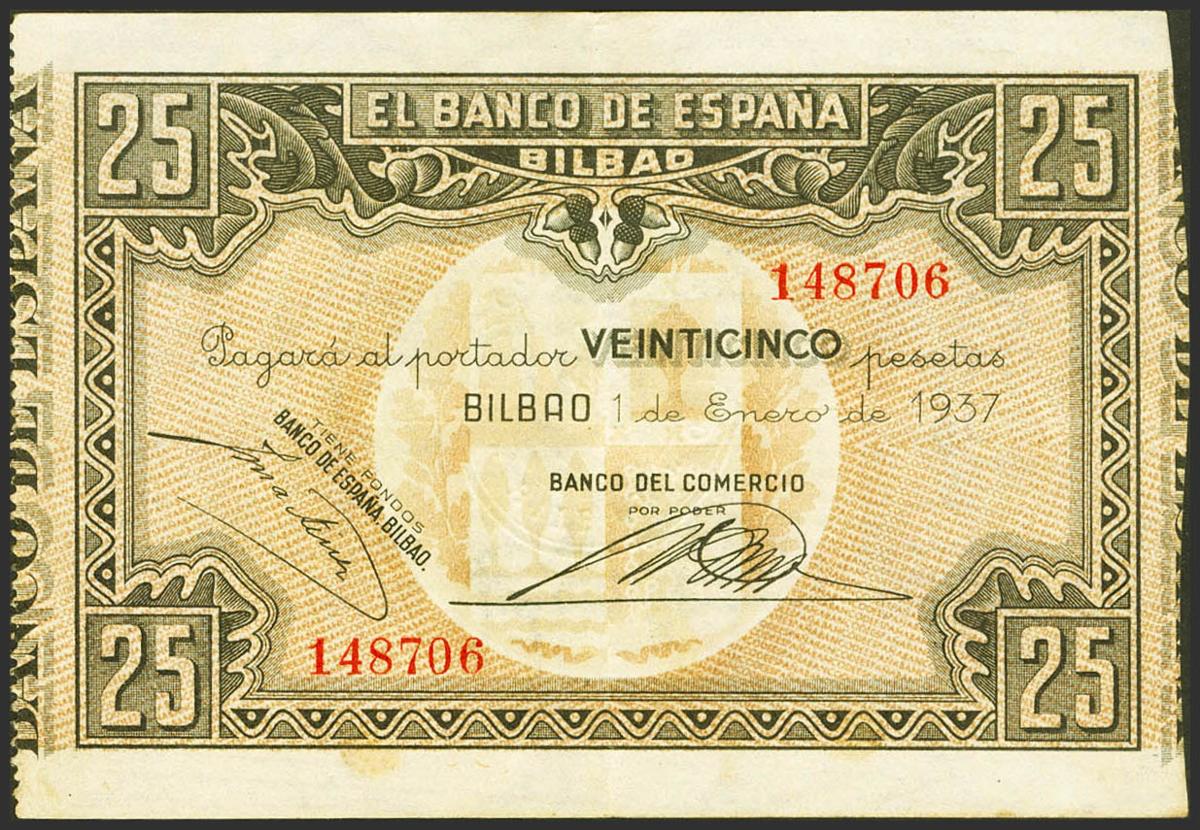 25
EL BANCO DE ESPAÑA
25
BILBAO
148706
Pagará al portador VEINTICINCO pesetas
BILBAO 1 de Enero de 1937
TIENE FONDOS
BANCO DE ESPAÑA. BILBAO.
BANCO DEL COMERCIO
POR PODER
148706
25
25
BANCO DE ESPAÑA